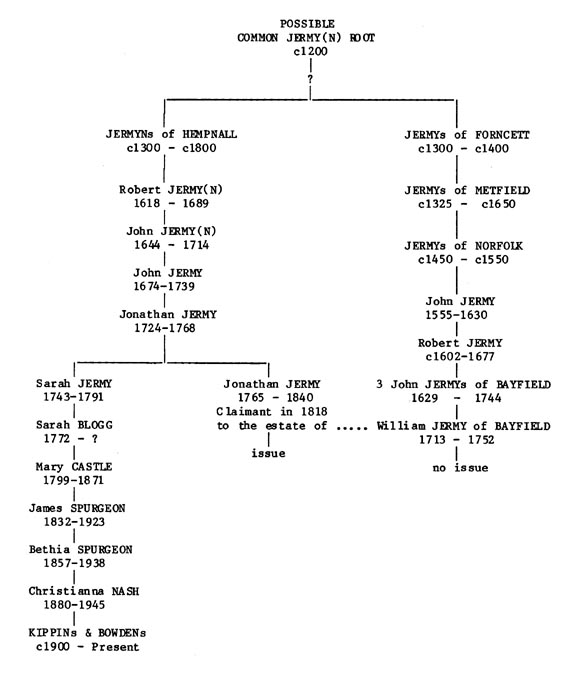 POSSIBLE
COMMON JERMY(N) ROOT
c1200
?
JERMYNs of HEMPNALL
c1300 - c1800
Robert JERMY(N)
1618 - 1689
John JERMY(N)
1644 - 1714
John JERMY
1674-1739
Jonathan JERMY
1724-1768
JERMYs of FORNCETT
c1300 - c1400
JERMYs of METFIELD
c1325 - c1650
JERMYs of NORFOLK
c1450 - c1550
John JERMY
1555-1630
Robert JERMY
c1602-1677
Sarah JERMY
1743-1791
Sarah BLOGG
1772 - ?
Mary CASTLE
1799-1871
James SPURGEON
1832-1923
Bethia SPURGEON
1857-1938
Christianna NASH
1880-1945
KIPPINs & BOWDENs
c1900 - Present
Jonathan JERMY
1765 - 1840
Claimant in 1818
to the estate of .....
issue
3 John JERMYs of BAYFIELD
1629 - 1744
William JERMY of BAYFIELD
1713 - 1752
no issue